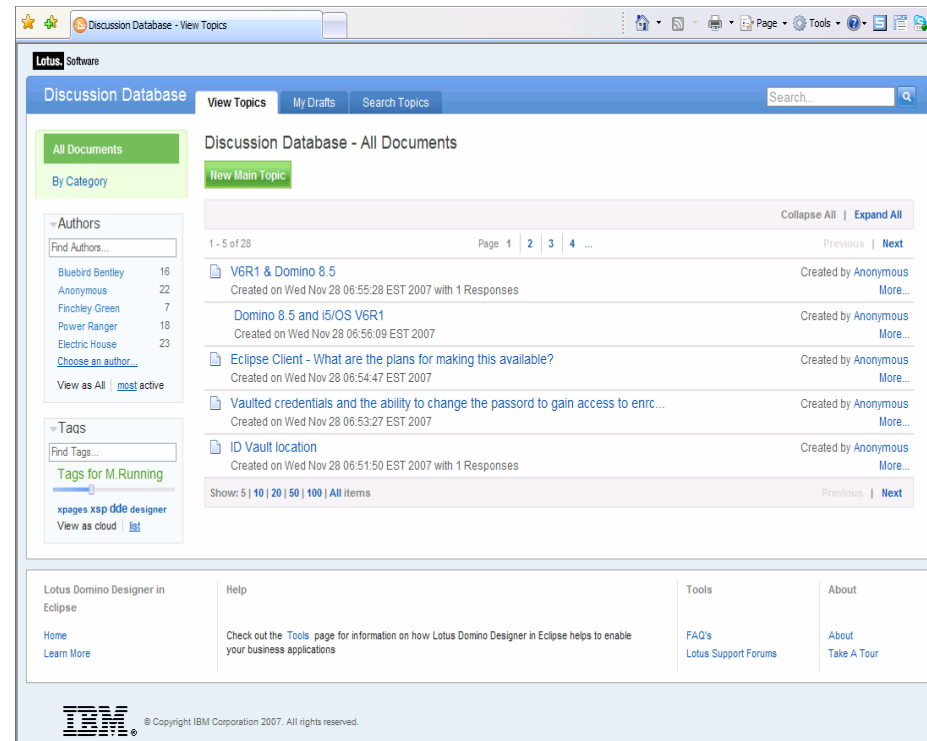 Discussion Database - View Topics
Page
Tools
Lotus. Software
Discussion Database
View Topics
My Drafts
Search Topics
Search...
All Documents
By Category
Discussion Database - All Documents
New Main Topic
Collapse All | Expand All
1 - 5 of 28
Page 1 | 2 | 3 | 4 ...
Previous | Next
V6R1 & Domino 8.5
Created by Anonymous
Created on Wed Nov 28 06:55:28 EST 2007 with 1 Responses
More...
Domino 8.5 and i5/OS V6R1
Created by Anonymous
Created on Wed Nov 28 06:56:09 EST 2007
More...
Eclipse Client - What are the plans for making this available?
Created by Anonymous
Created on Wed Nov 28 06:54:47 EST 2007
More...
Vaulted credentials and the ability to change the passord to gain access to enrc...
Created by Anonymous
Created on Wed Nov 28 06:53:27 EST 2007
More...
ID Vault location
Created by Anonymous
Created on Wed Nov 28 06:51:50 EST 2007 with 1 Responses
More...
Show: 5 | 10 | 20 | 50 | 100 | All items
Previous | Next
Authors
Find Authors...
Bluebird Bentley 16
Anonymous 22
Finchley Green 7
Power Ranger 18
Electric House 23
Choose an author...
View as All | most active
Tags
Find Tags...
Tags for M.Running
xpages xsp dde designer
View as cloud | list
Lotus Domino Designer in
Eclipse
Home
Learn More
Help
Check out the Tools page for information on how Lotus Domino Designer in Eclipse helps to enable
your business applications
Tools
FAQ's
Lotus Support Forums
About
About
Take A Tour
IBM®
© Copyright IBM Corporation 2007. All rights reserved.